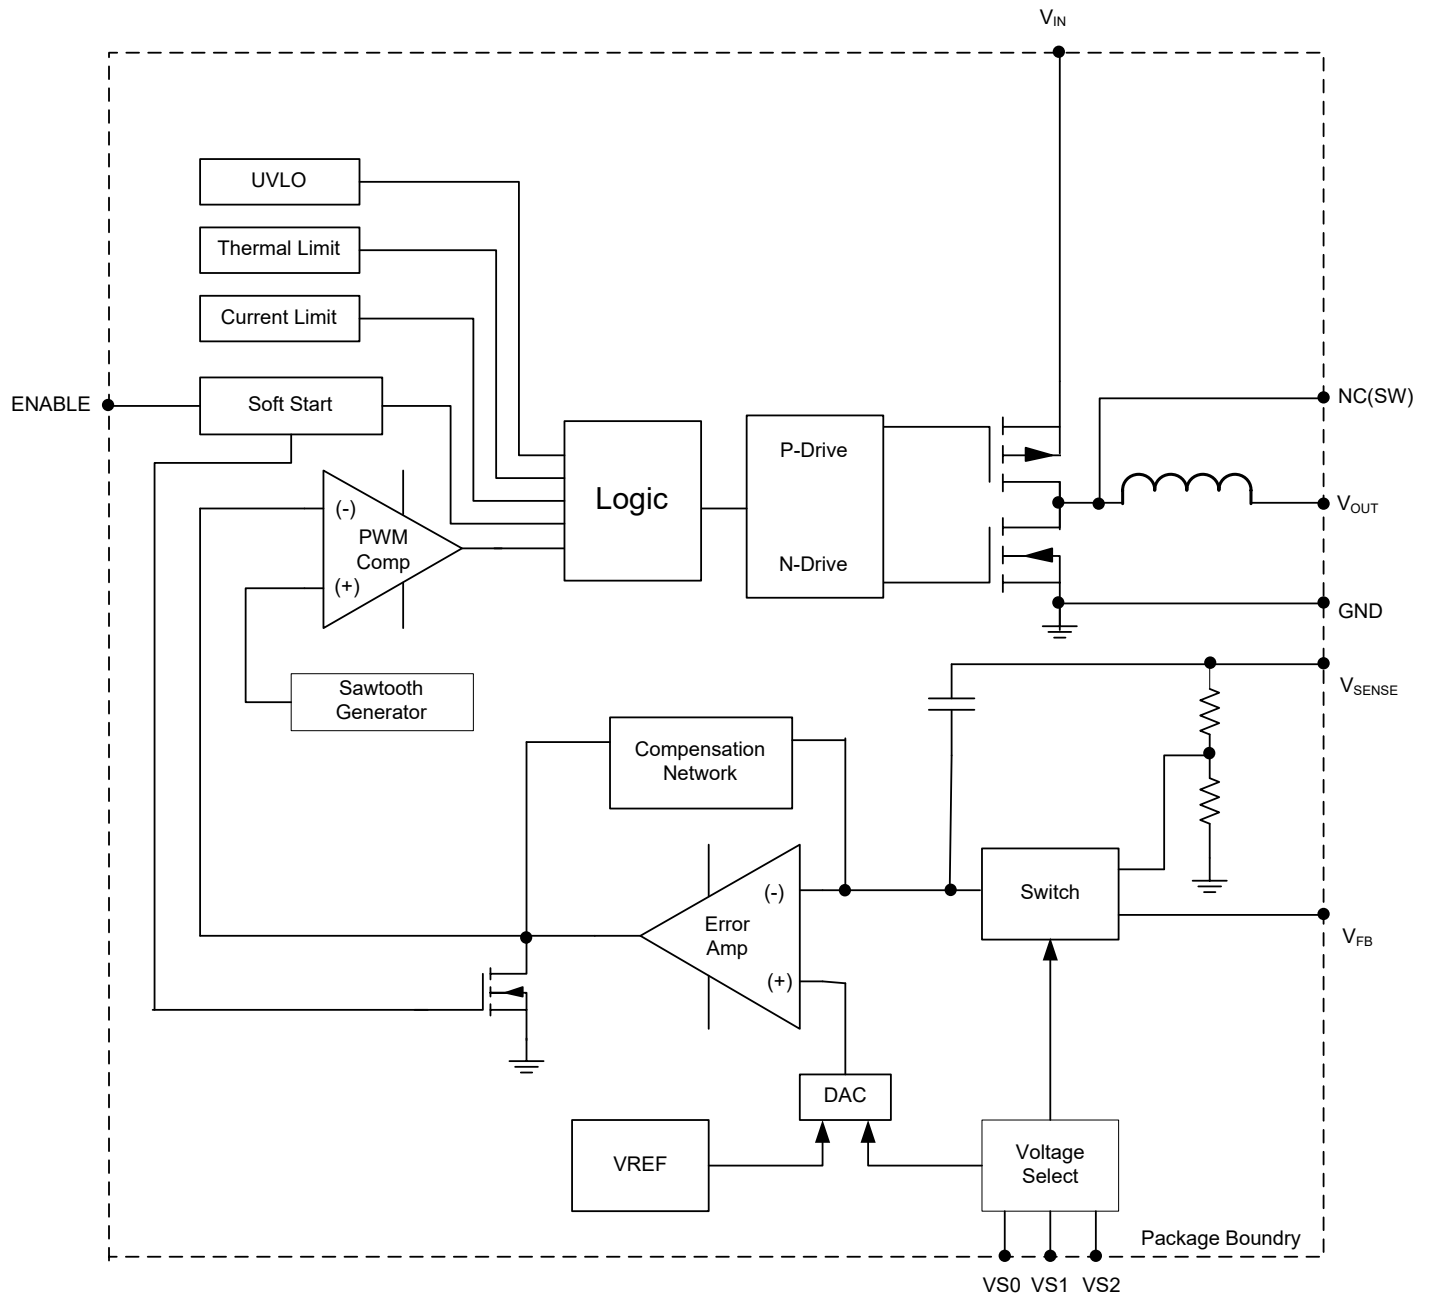 VIN
UVLO
Thermal Limit
Current Limit
ENABLE
Soft Start
NC(SW)
P-Drive
Logic
VOUT
(-)
PWM
Comp
(+)
N-Drive
GND
Sawtooth
Generator
VSENSE
Compensation
Network
Switch
(-)
Error
Amp
(+)
VFB
DAC
VREF
Voltage
Select
Package Boundry
VS0 VS1 VS2